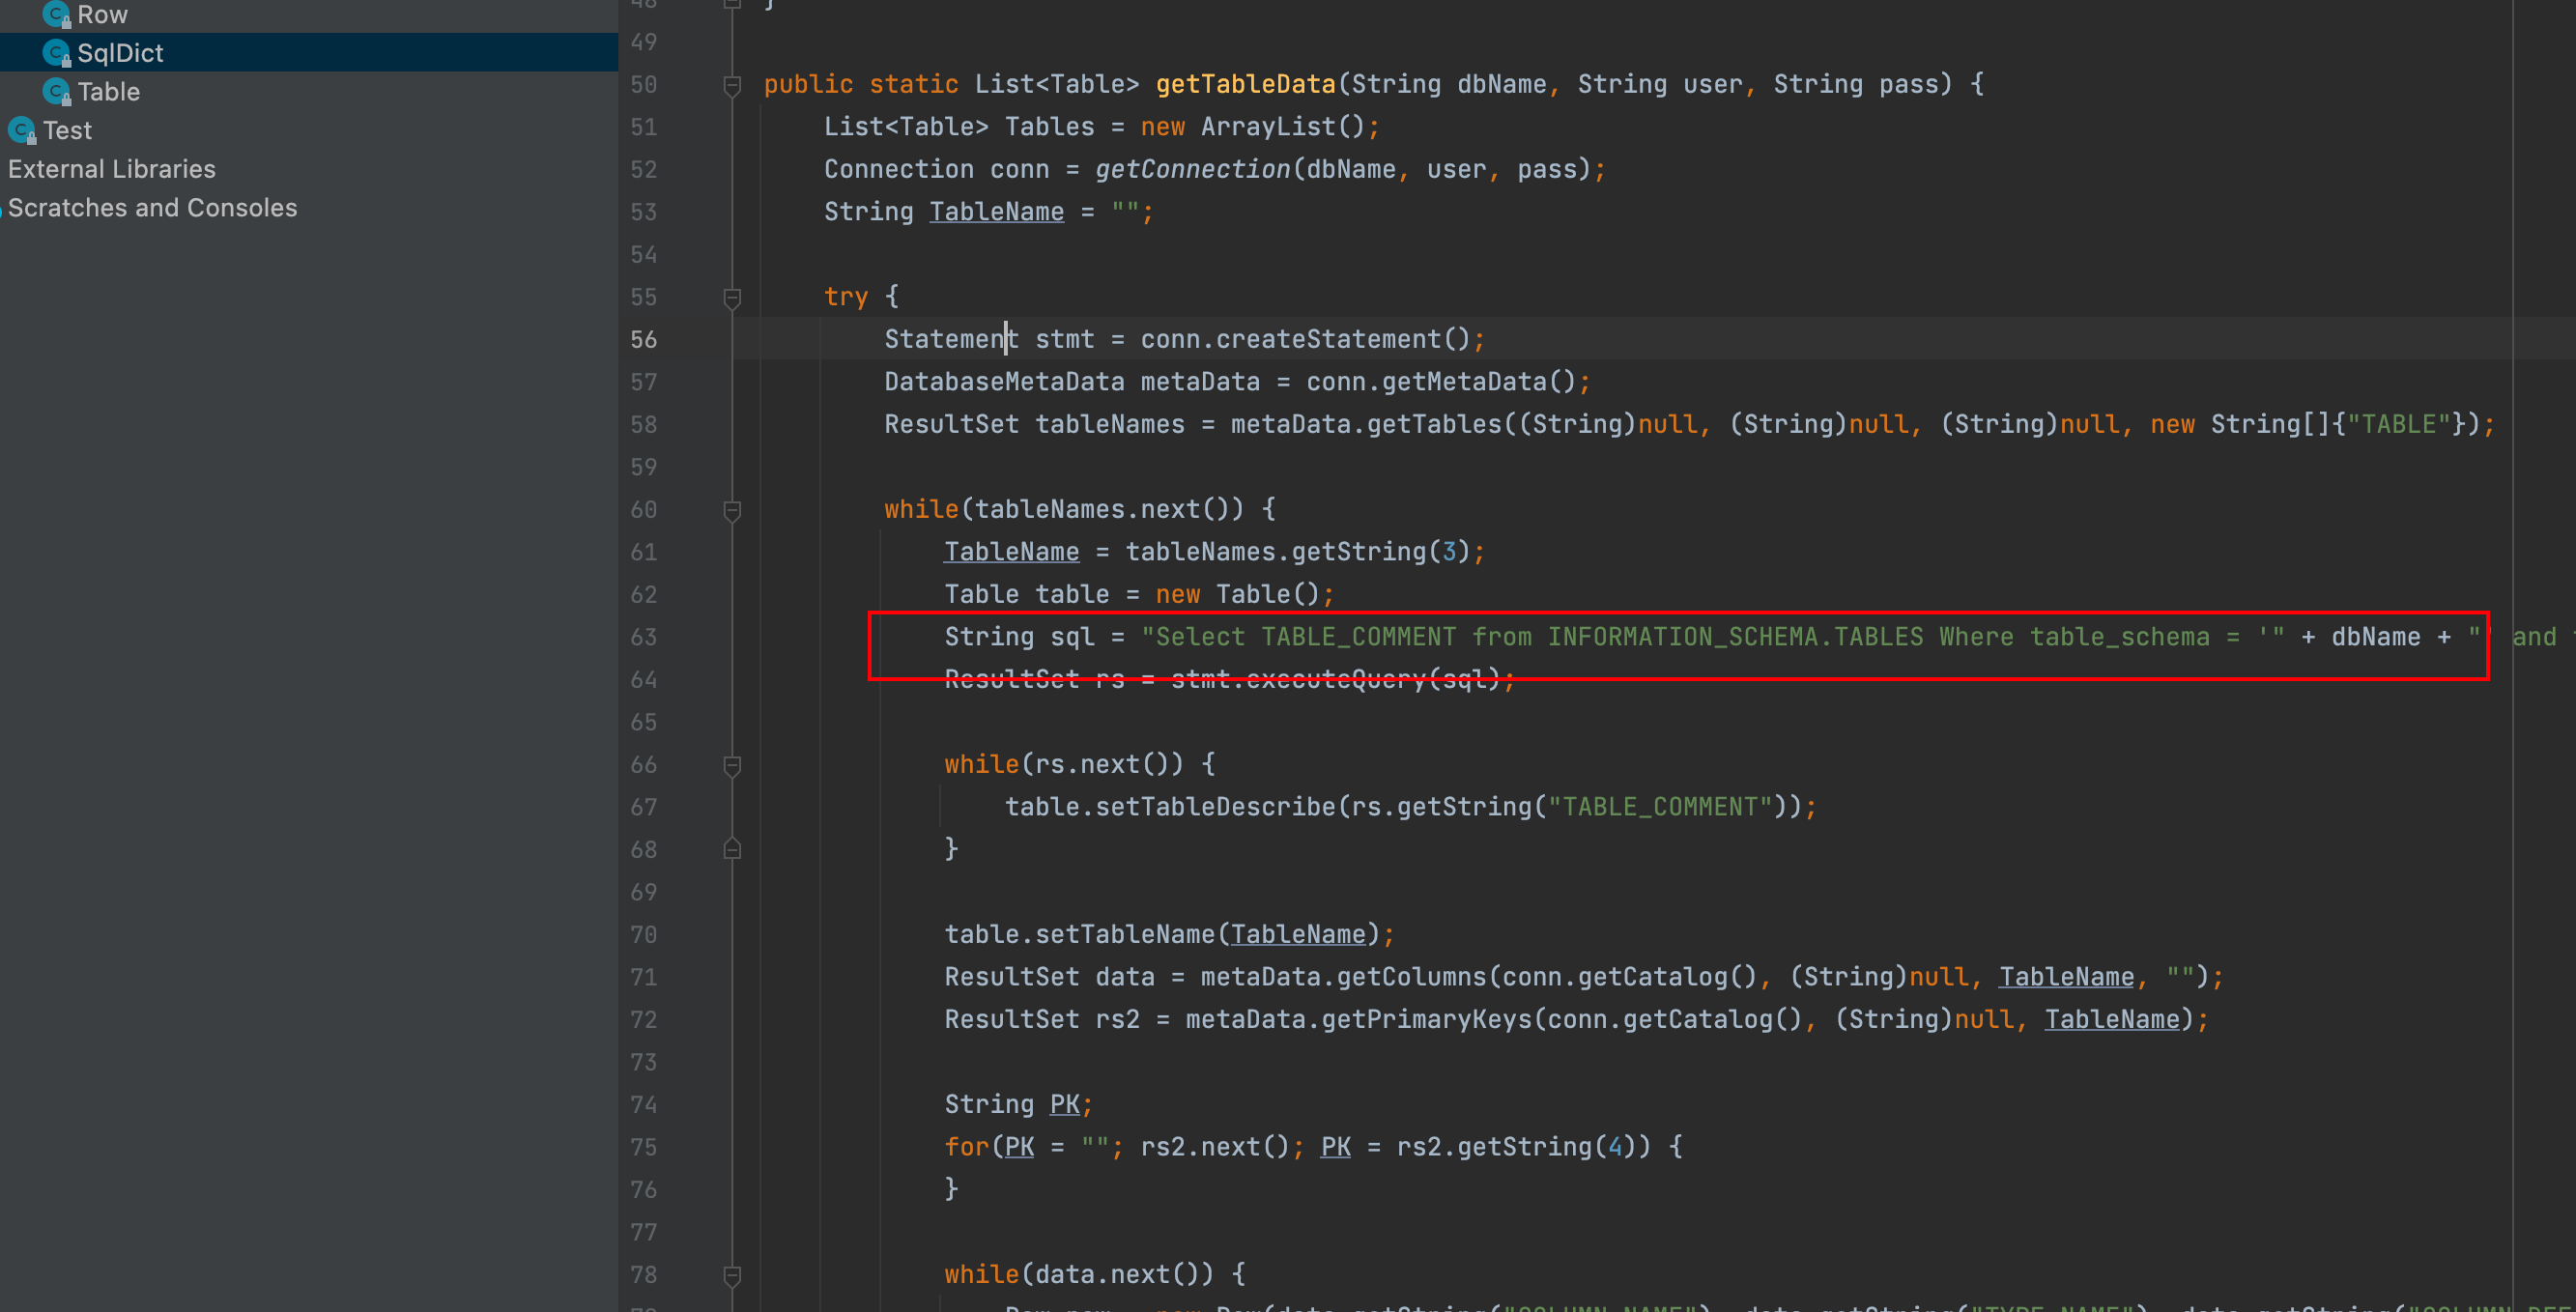 Row
SqlDict
Table
Test
External Libraries
Scratches and Consoles
48 }
49
50 public static List<Table> getTableData(String dbName, String user, String pass) {
51 List<Table> Tables = new ArrayList();
52 Connection conn = getConnection(dbName, user, pass);
53 String TableName = "";
54
55 try {
56 Statement stmt = conn.createStatement();
57 DatabaseMetaData metaData = conn.getMetaData();
58 ResultSet tableNames = metaData.getTables((String)null, (String)null, (String)null, new String[]{"TABLE"});
59
60 while(tableNames.next()) {
61 TableName = tableNames.getString(3);
62 Table table = new Table();
63 String sql = "Select TABLE_COMMENT from INFORMATION_SCHEMA.TABLES Where table_schema = '" + dbName + "' and
64 ResultSet rs = stmt.executeQuery(sql);
65
66 while(rs.next()) {
67 table.setTableDescribe(rs.getString("TABLE_COMMENT"));
68 }
69
70 table.setTableName(TableName);
71 ResultSet data = metaData.getColumns(conn.getCatalog(), (String)null, TableName, "");
72 ResultSet rs2 = metaData.getPrimaryKeys(conn.getCatalog(), (String)null, TableName);
73
74 String PK;
75 for(PK = ""; rs2.next(); PK = rs2.getString(4)) {
76 }
77
78 while(data.next()) {